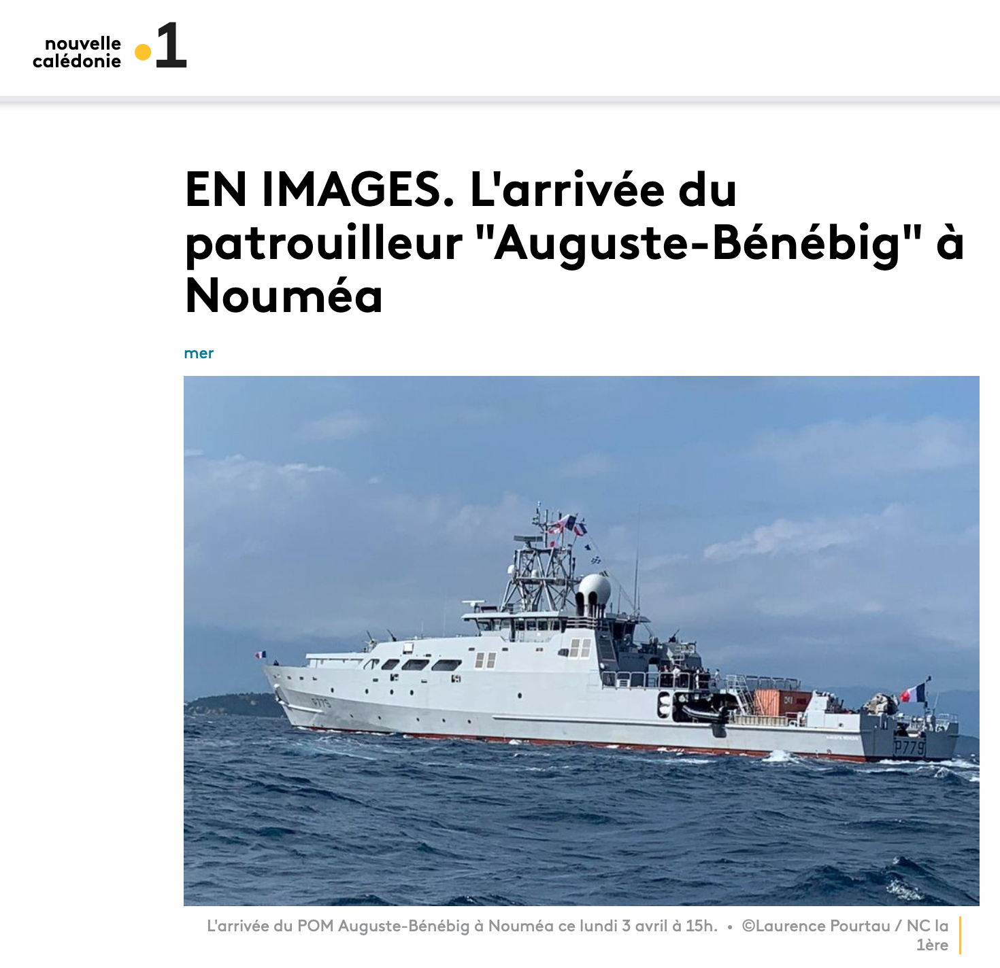 nouvelle
calédonie
1
EN IMAGES. L'arrivée du
patrouilleur "Auguste-Bénébig" à
Nouméa
mer
P779
L'arrivée du POM Auguste-Bénébig à Nouméa ce lundi 3 avril à 15h. • ©Laurence Pourtau / NC la
1ère